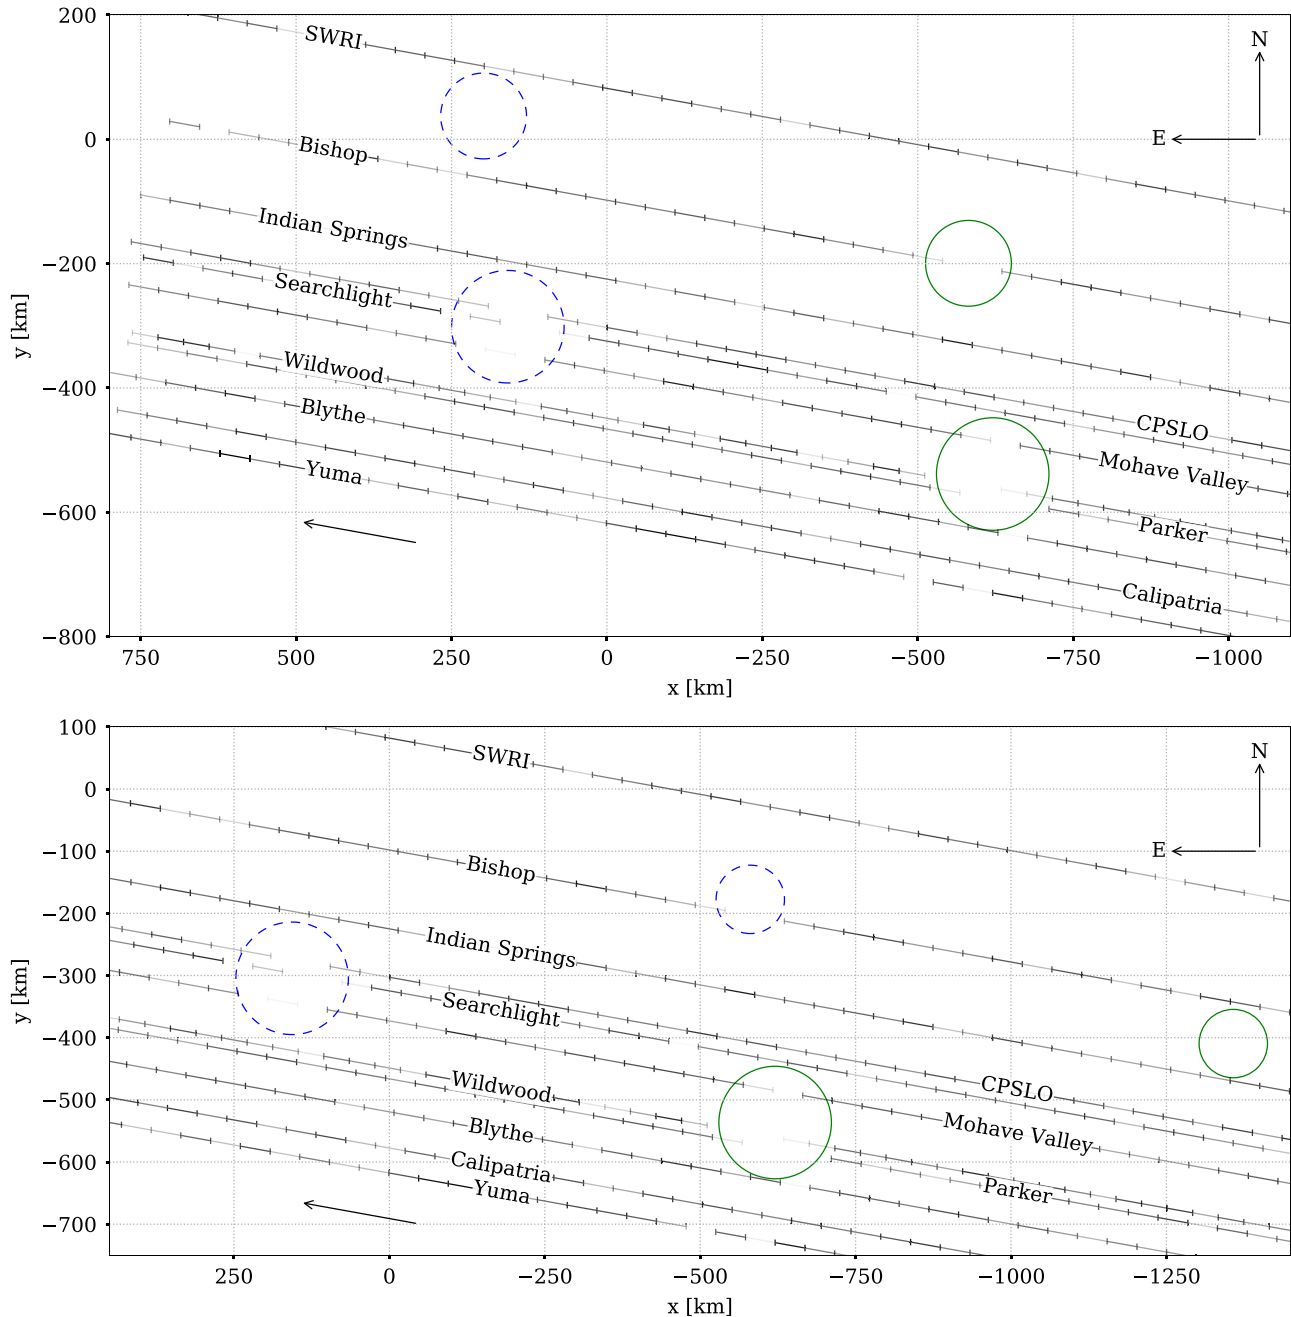 200
SWRI
N
0
E
Bishop
Indian Springs
−200
Searchlight
Wildwood
−400
Blythe
CPSLO
Mohave Valley
Yuma
−600
Parker
Calipatria
−800
y [km]
750 500 250 0 −250 −500 −750 −1000
x [km]
100
SWRI
N
0
−100
E
Bishop
−200
Indian Springs
−300
Searchlight
−400
Wildwood
CPSLO
−500
Blythe
Mohave Valley
−600
Calipatria
Yuma
Parker
−700
y [km]
250 0 −250 −500 −750 −1000 −1250
x [km]